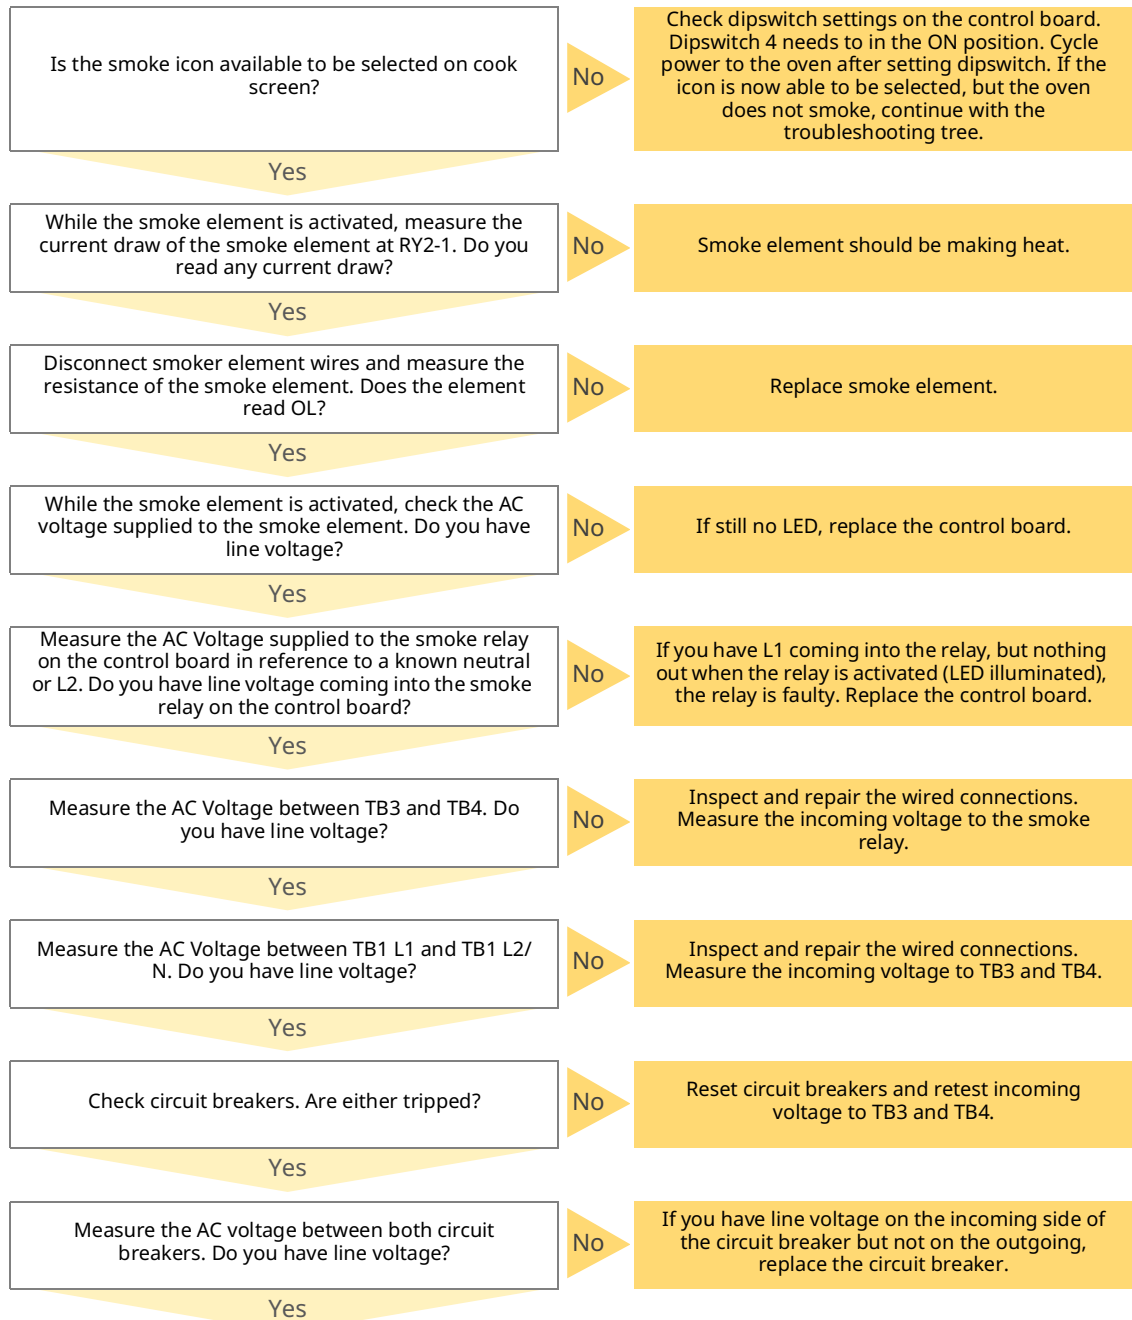 Is the smoke icon available to be selected on cook
screen?
No
Check dipswitch settings on the control board.
Dipswitch 4 needs to in the ON position. Cycle
power to the oven after setting dipswitch. If the
icon is now able to be selected, but the oven
does not smoke, continue with the
troubleshooting tree.
Yes
While the smoke element is activated, measure the
current draw of the smoke element at RY2-1. Do you
read any current draw?
No
Smoke element should be making heat.
Yes
Disconnect smoker element wires and measure the
resistance of the smoke element. Does the element
read OL?
No
Replace smoke element.
Yes
While the smoke element is activated, check the AC
voltage supplied to the smoke element. Do you have
line voltage?
No
If still no LED, replace the control board.
Yes
Measure the AC Voltage supplied to the smoke relay
on the control board in reference to a known neutral
or L2. Do you have line voltage coming into the smoke
relay on the control board?
No
If you have L1 coming into the relay, but nothing
out when the relay is activated (LED illuminated),
the relay is faulty. Replace the control board.
Yes
Measure the AC Voltage between TB3 and TB4. Do
you have line voltage?
No
Inspect and repair the wired connections.
Measure the incoming voltage to the smoke
relay.
Yes
Measure the AC Voltage between TB1 L1 and TB1 L2/
N. Do you have line voltage?
No
Inspect and repair the wired connections.
Measure the incoming voltage to TB3 and TB4.
Yes
Check circuit breakers. Are either tripped?
No
Reset circuit breakers and retest incoming
voltage to TB3 and TB4.
Yes
Measure the AC voltage between both circuit
breakers. Do you have line voltage?
No
If you have line voltage on the incoming side of
the circuit breaker but not on the outgoing,
replace the circuit breaker.
Yes